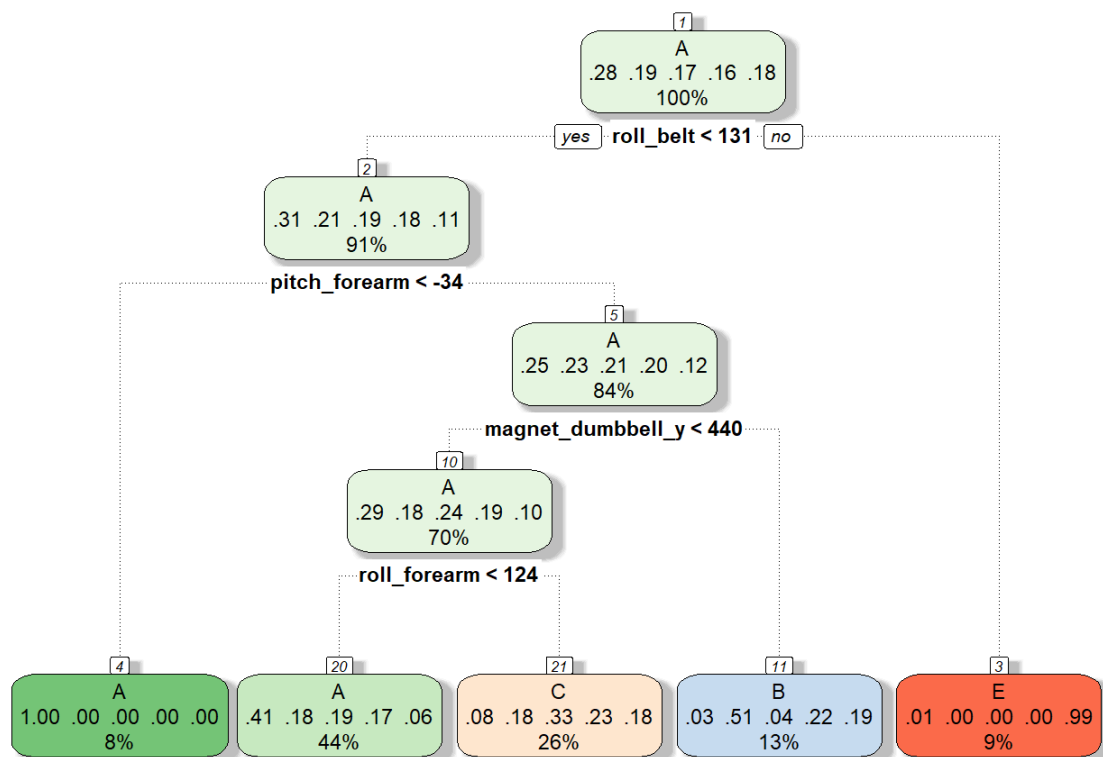 1
A
.28 .19 .17 .16 .18
100%
yes roll_belt < 131 no
2
A
.31 .21 .19 .18 .11
91%
pitch_forearm < -34
5
A
.25 .23 .21 .20 .12
84%
magnet_dumbbell_y < 440
10
A
.29 .18 .24 .19 .10
70%
roll_forearm < 124
4
A
1.00 .00 .00 .00 .00
8%
20
A
.41 .18 .19 .17 .06
44%
21
C
.08 .18 .33 .23 .18
26%
11
B
.03 .51 .04 .22 .19
13%
3
E
.01 .00 .00 .00 .99
9%